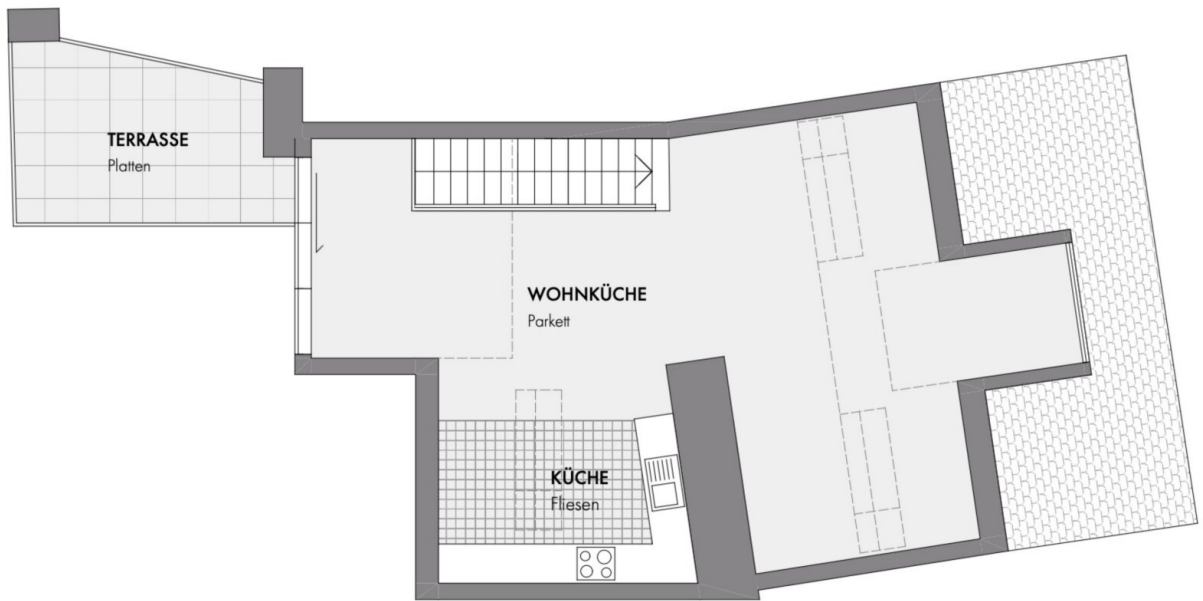 TERRASSE
Platten
WOHNKÜCHE
Parkett
KÜCHE
Fliesen